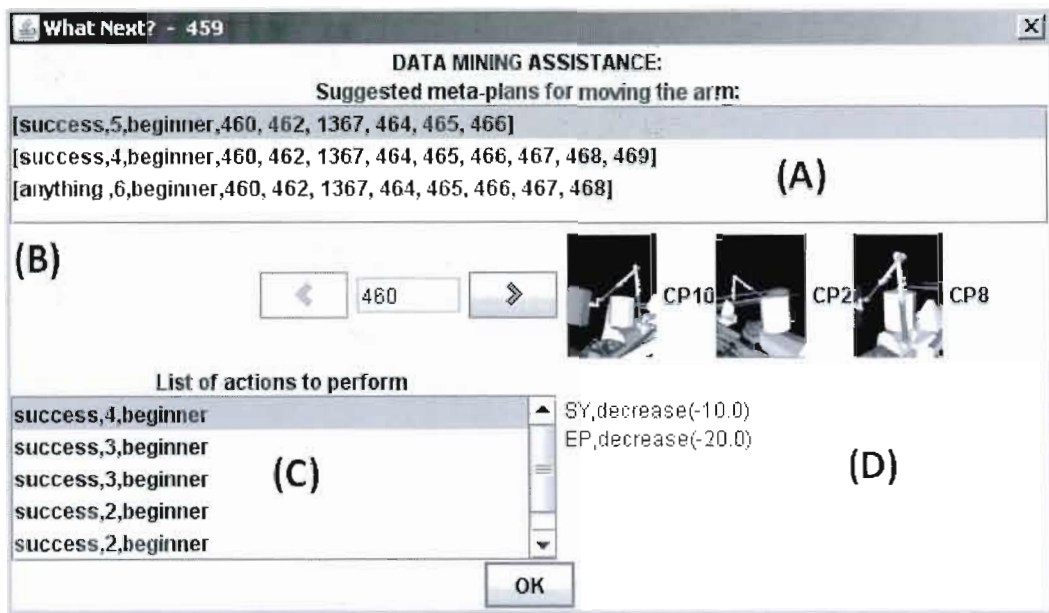 What Next? - 459
DATA MINING ASSISTANCE:
Suggested meta-plans for moving the arm:
[success,5,beginner,460, 462, 1367, 464, 465, 466]
[success,4,beginner,460, 462, 1367, 464, 465, 466, 467, 468, 469]
[anything ,6,beginner,460, 462, 1367, 464, 465, 466, 467, 468]
(A)
(B)
460
CP10
CP2
CP8
List of actions to perform
success,4,beginner
success,3,beginner
success,3,beginner
success,2,beginner
success,2,beginner
(C)
SY,decrease(-10.0)
EP,decrease(-20.0)
(D)
OK